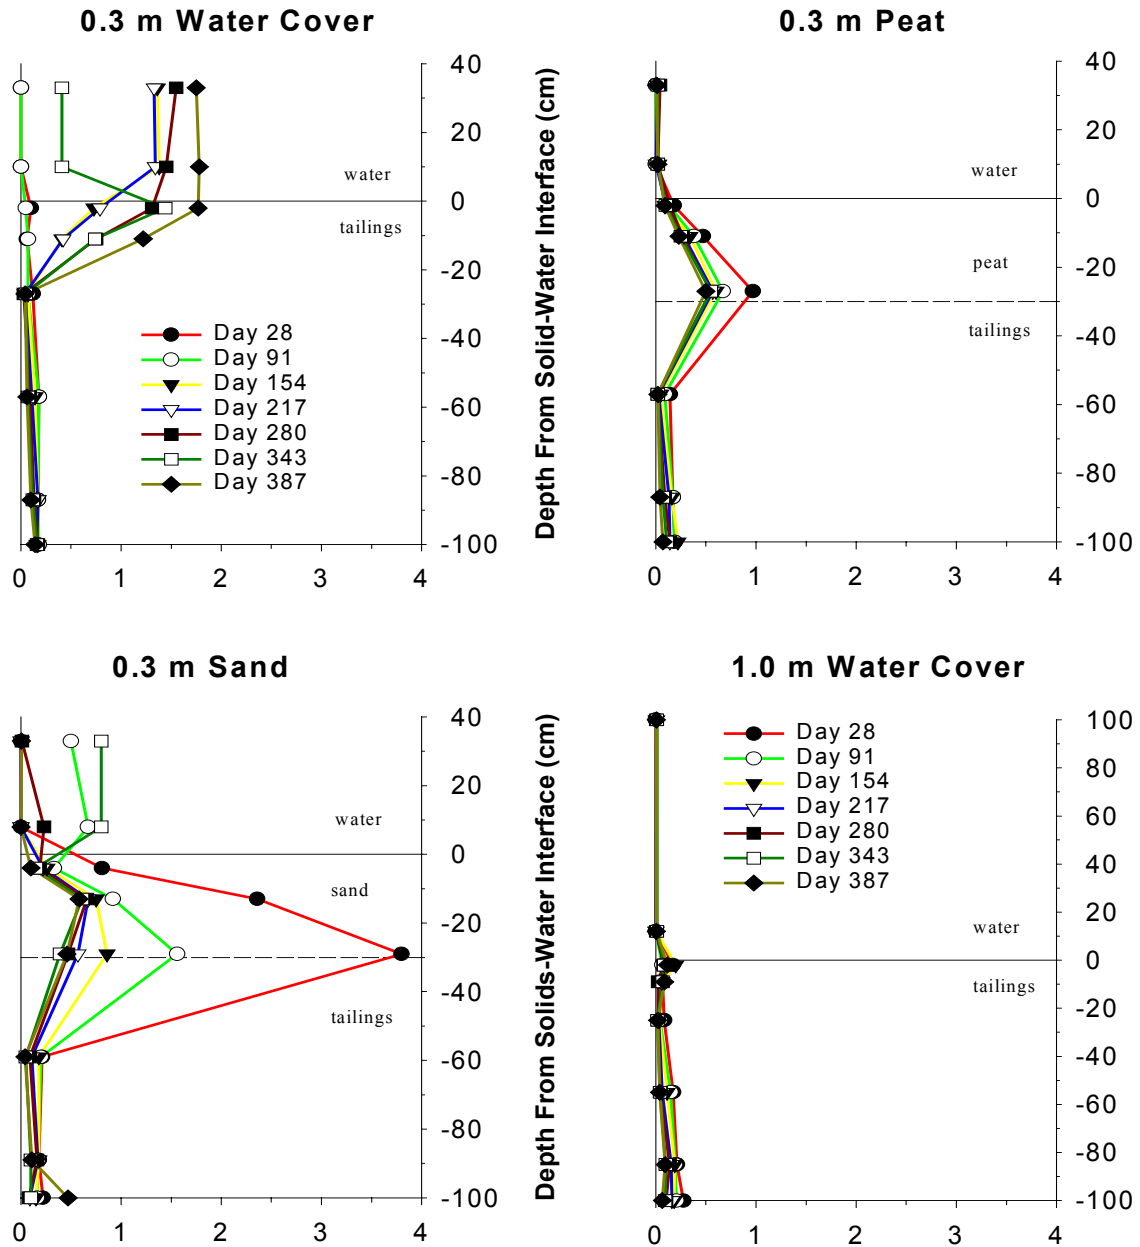 0.3 m Water Cover
40
20
0
-20
-40
-60
-80
-100
water
tailings
Day 28
Day 91
Day 154
Day 217
Day 280
Day 343
Day 387
0 1 2 3 4
Depth From Solid-Water Interface (cm)
0.3 m Peat
40
20
0
-20
-40
-60
-80
-100
water
peat
tailings
0 1 2 3 4
0.3 m Sand
40
20
0
-20
-40
-60
-80
-100
water
sand
tailings
0 1 2 3 4
Depth From Solids-Water Interface (cm)
1.0 m Water Cover
100
80
60
40
20
0
-20
-40
-60
-80
-100
Day 28
Day 91
Day 154
Day 217
Day 280
Day 343
Day 387
water
tailings
0 1 2 3 4